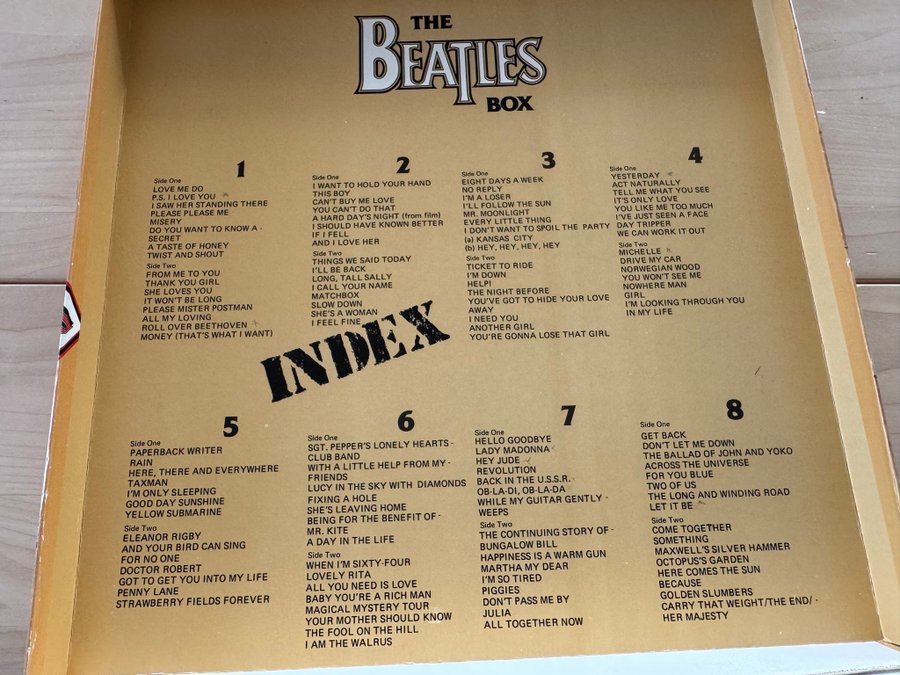 THE
BEATLES
BOX
1
Side One
LOVE ME DO
P.S. I LOVE YOU
I SAW HER STANDING THERE
PLEASE PLEASE ME
MISERY
DO YOU WANT TO KNOW A -
SECRET
A TASTE OF HONEY
TWIST AND SHOUT
Side Two
FROM ME TO YOU
THANK YOU GIRL
SHE LOVES YOU
IT WON'T BE LONG
PLEASE MISTER POSTMAN
ALL MY LOVING
ROLL OVER BEETHOVEN
MONEY (THAT'S WHAT I WANT)
2
Side One
I WANT TO HOLD YOUR HAND
THIS BOY
CAN'T BUY ME LOVE
YOU CAN'T DO THAT
A HARD DAY'S NIGHT (from film)
I SHOULD HAVE KNOWN BETTER
IF I FELL
AND I LOVE HER
Side Two
THINGS WE SAID TODAY
I'LL BE BACK
LONG, TALL SALLY
I CALL YOUR NAME
MATCHBOX
SLOW DOWN
SHE'S A WOMAN
I FEEL FINE
3
Side One
EIGHT DAYS A WEEK
NO REPLY
I'M A LOSER
I'LL FOLLOW THE SUN
MR. MOONLIGHT
EVERY LITTLE THING
I DON'T WANT TO SPOIL THE PARTY
(a) KANSAS CITY
(b) HEY, HEY, HEY, HEY
Side Two
TICKET TO RIDE
I'M DOWN
HELP!
THE NIGHT BEFORE
YOU'VE GOT TO HIDE YOUR LOVE
AWAY
I NEED YOU
ANOTHER GIRL
YOU'RE GONNA LOSE THAT GIRL
4
Side One
YESTERDAY
ACT NATURALLY
TELL ME WHAT YOU SEE
IT'S ONLY LOVE
YOU LIKE ME TOO MUCH
I'VE JUST SEEN A FACE
DAY TRIPPER
WE CAN WORK IT OUT
Side Two
MICHELLE
DRIVE MY CAR
NORWEGIAN WOOD
YOU WON'T SEE ME
NOWHERE MAN
GIRL
I'M LOOKING THROUGH YOU
IN MY LIFE
INDEX
5
Side One
PAPERBACK WRITER
RAIN
HERE, THERE AND EVERYWHERE
TAXMAN
I'M ONLY SLEEPING
GOOD DAY SUNSHINE
YELLOW SUBMARINE
Side Two
ELEANOR RIGBY
AND YOUR BIRD CAN SING
FOR NO ONE
DOCTOR ROBERT
GOT TO GET YOU INTO MY LIFE
PENNY LANE
STRAWBERRY FIELDS FOREVER
6
Side One
SGT. PEPPER'S LONELY HEARTS -
CLUB BAND
WITH A LITTLE HELP FROM MY -
FRIENDS
LUCY IN THE SKY WITH DIAMONDS
FIXING A HOLE
SHE'S LEAVING HOME
BEING FOR THE BENEFIT OF -
MR. KITE
A DAY IN THE LIFE
Side Two
WHEN I'M SIXTY-FOUR
LOVELY RITA
ALL YOU NEED IS LOVE
BABY YOU'RE A RICH MAN
MAGICAL MYSTERY TOUR
YOUR MOTHER SHOULD KNOW
THE FOOL ON THE HILL
I AM THE WALRUS
7
Side One
HELLO GOODBYE
LADY MADONNA
HEY JUDE
REVOLUTION
BACK IN THE U.S.S.R.
OB-LA-DI, OB-LA-DA
WHILE MY GUITAR GENTLY -
WEEPS
Side Two
THE CONTINUING STORY OF -
BUNGALOW BILL
HAPPINESS IS A WARM GUN
MARTHA MY DEAR
I'M SO TIRED
PIGGIES
DON'T PASS ME BY
JULIA
ALL TOGETHER NOW
8
Side One
GET BACK
DON'T LET ME DOWN
THE BALLAD OF JOHN AND YOKO
ACROSS THE UNIVERSE
FOR YOU BLUE
TWO OF US
THE LONG AND WINDING ROAD
LET IT BE
Side Two
COME TOGETHER
SOMETHING
MAXWELL'S SILVER HAMMER
OCTOPUS'S GARDEN
HERE COMES THE SUN
BECAUSE
GOLDEN SLUMBERS
CARRY THAT WEIGHT/THE END/ -
HER MAJESTY